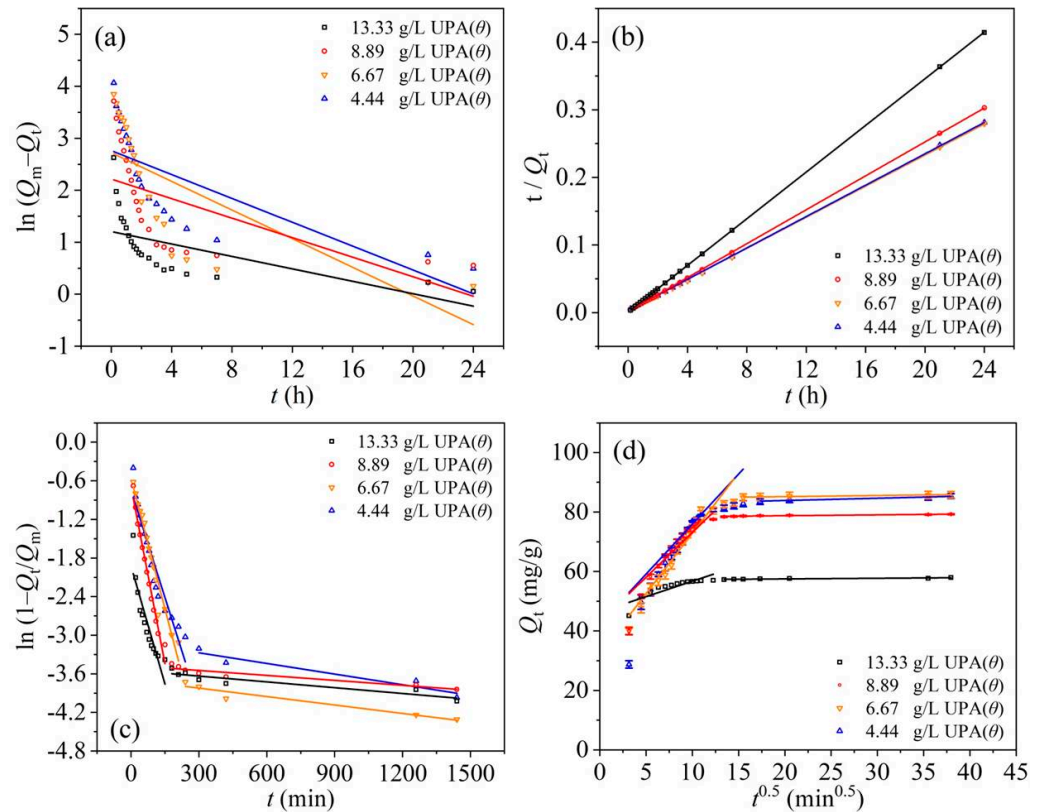 (a)
13.33 g/L UPA(θ)
8.89 g/L UPA(θ)
6.67 g/L UPA(θ)
4.44 g/L UPA(θ)
5
4
3
2
1
0
-1
ln (Qm−Qt)
0 4 8 12 16 20 24
t (h)
(b)
0.4
0.3
0.2
0.1
0.0
t / Qt
13.33 g/L UPA(θ)
8.89 g/L UPA(θ)
6.67 g/L UPA(θ)
4.44 g/L UPA(θ)
0 4 8 12 16 20 24
t (h)
13.33 g/L UPA(θ)
8.89 g/L UPA(θ)
6.67 g/L UPA(θ)
4.44 g/L UPA(θ)
0.0
-0.6
-1.2
-1.8
-2.4
-3.0
-3.6
-4.2
-4.8
ln (1−Qt/Qm)
(c)
0 300 600 900 1200 1500
t (min)
(d)
100
80
60
40
20
0
Qt (mg/g)
13.33 g/L UPA(θ)
8.89 g/L UPA(θ)
6.67 g/L UPA(θ)
4.44 g/L UPA(θ)
0 5 10 15 20 25 30 35 40 45
t0.5 (min0.5)